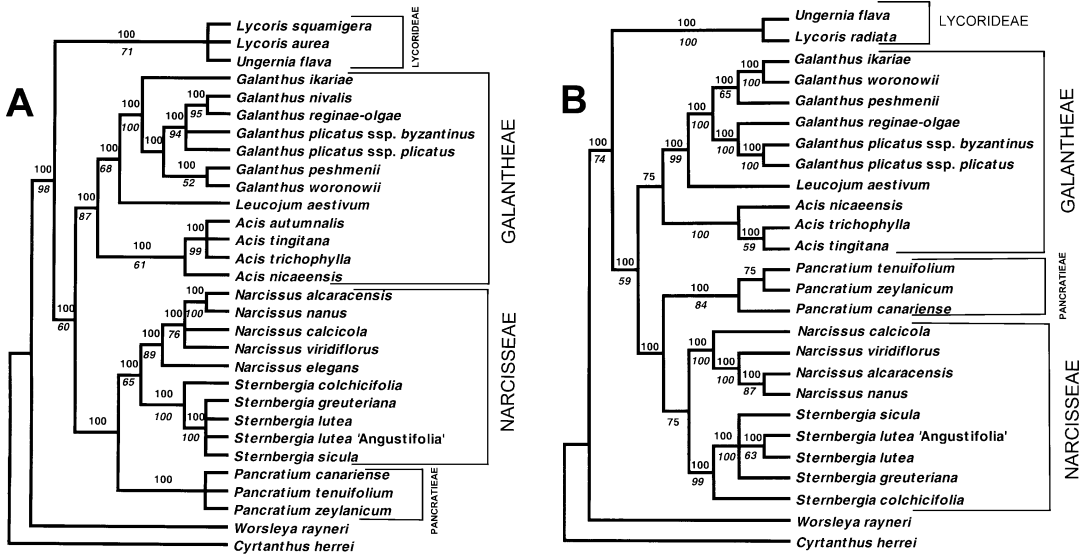 A
Lycoris squamigera
Lycoris aurea
Ungernia flava
Galanthus ikariae
Galanthus nivalis
Galanthus reginae-olgae
Galanthus plicatus ssp. byzantinus
Galanthus plicatus ssp. plicatus
Galanthus peshmenii
Galanthus woronowii
Leucojum aestivum
Acis autumnalis
Acis tingitana
Acis trichophylla
Acis nicaeensis
Narcissus alcaracensis
Narcissus nanus
Narcissus calcicola
Narcissus viridiflorus
Narcissus elegans
Sternbergia colchicifolia
Sternbergia greuteriana
Sternbergia lutea
Sternbergia lutea 'Angustifolia'
Sternbergia sicula
Pancratium canariense
Pancratium tenuifolium
Pancratium zeylanicum
Worsleya rayneri
Cyrtanthus herrei
LYCORIDEAE
GALANTHEAE
NARCISSEAE
PANCRATIEAE
100
71
100
98
100
87
60
100
68
100
100
100
100
94
100
95
100
52
100
61
100
99
100
100
65
100
89
100
76
100
100
100
100
100
100
100
B
Ungernia flava
Lycoris radiata
Galanthus ikariae
Galanthus woronowii
Galanthus peshmenii
Galanthus reginae-olgae
Galanthus plicatus ssp. byzantinus
Galanthus plicatus ssp. plicatus
Leucojum aestivum
Acis nicaeensis
Acis trichophylla
Acis tingitana
Pancratium tenuifolium
Pancratium zeylanicum
Pancratium canariense
Narcissus calcicola
Narcissus viridiflorus
Narcissus alcaracensis
Narcissus nanus
Sternbergia sicula
Sternbergia lutea 'Angustifolia'
Sternbergia lutea
Sternbergia greuteriana
Sternbergia colchicifolia
Worsleya rayneri
Cyrtanthus herrei
LYCORIDEAE
GALANTHEAE
PANCRATIEAE
NARCISSEAE
100
100
100
74
100
59
75
100
99
100
100
100
65
100
100
100
100
100
100
100
100
59
100
100
84
75
75
100
100
100
100
100
87
100
99
100
100
100
63